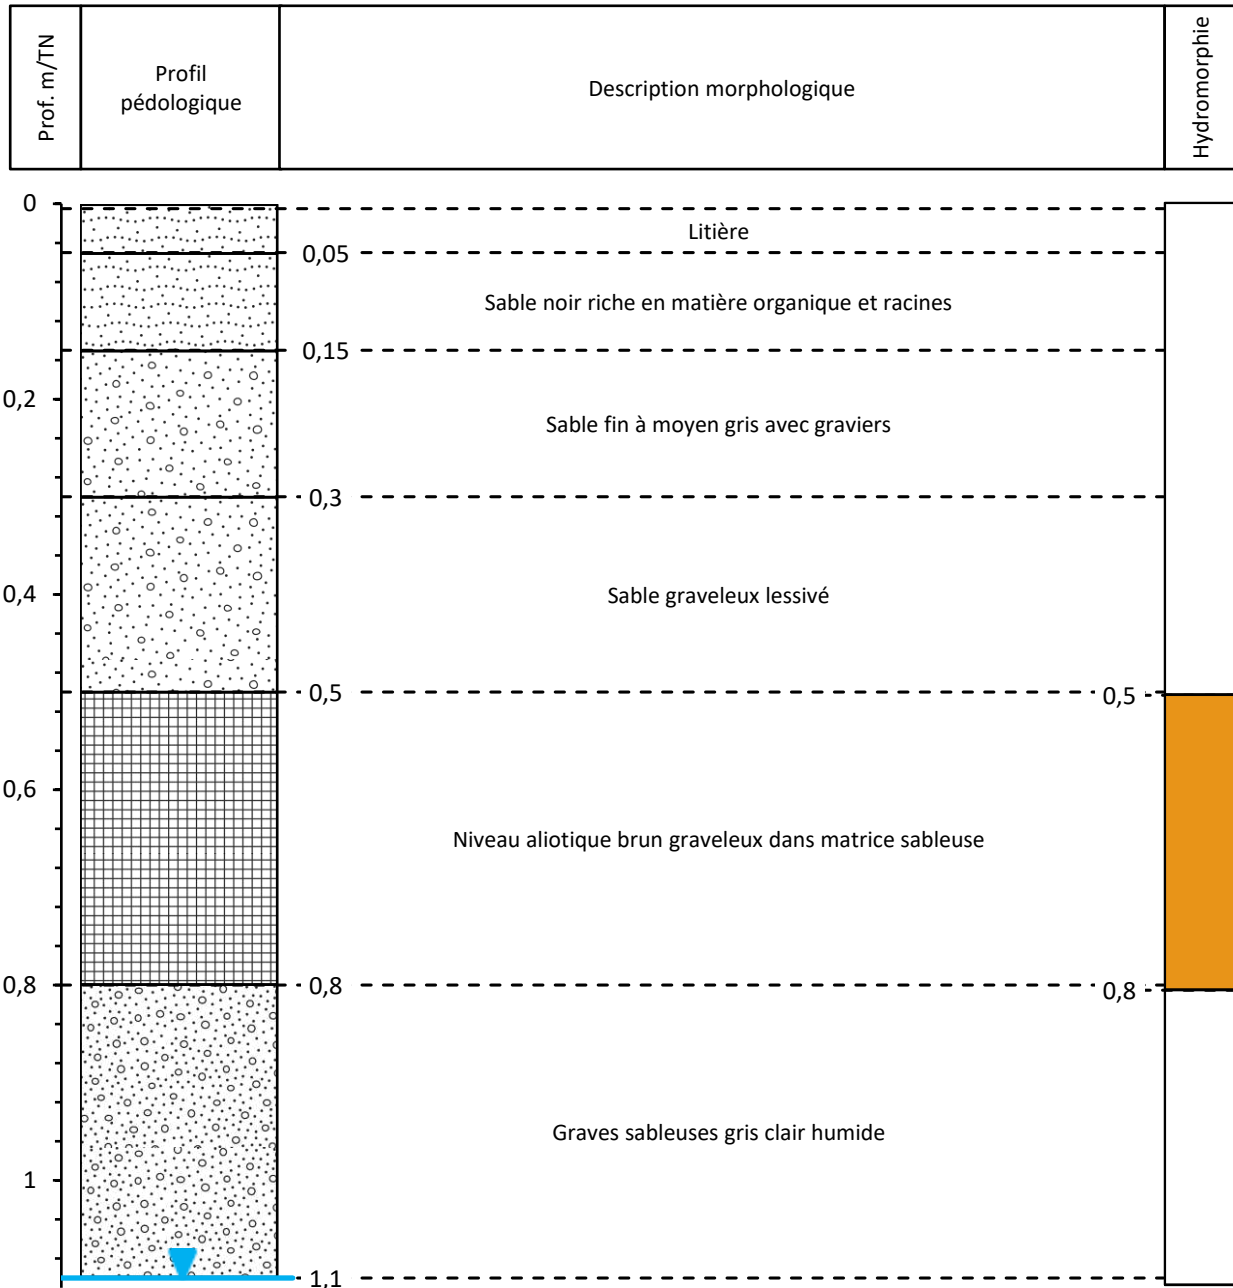 Prof. m/TN
Profil
pédologique
Description morphologique
Hydromorphie
0
Litière
0,05
Sable noir riche en matière organique et racines
0,15
0,2
Sable fin à moyen gris avec graviers
0,3
0,4
Sable graveleux lessivé
0,5
0,5
0,6
Niveau aliotique brun graveleux dans matrice sableuse
0,8
0,8
0,8
Graves sableuses gris clair humide
1
1,1